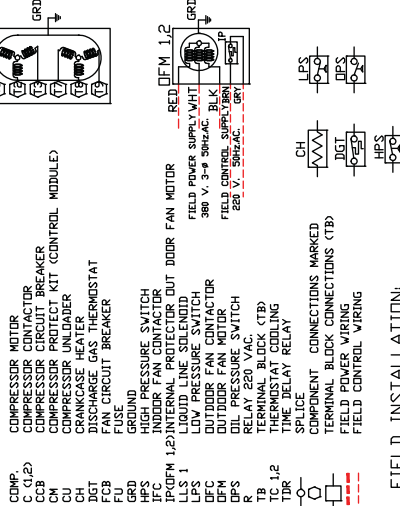 GRD
GRD
OFM 1,2
IP
RED
WHT
BLK
BRN
GRY
FIELD POWER SUPPLY
380 V. 3-Ø 50Hz.AC.
FIELD CONTROL SUPPLY
220 V. 50Hz.AC.
LPS
OPS
CH
DGT
HPS
COMP. COMPRESSOR MOTOR
C (1,2) COMPRESSOR CONTACTOR
CCB COMPRESSOR CIRCUIT BREAKER
CM COMPRESSOR PROTECT KIT (CONTROL MODULE)
CU COMPRESSOR UNLOADER
CH CRANKCASE HEATER
DGT DISCHARGE GAS THERMOSTAT
FCB FAN CIRCUIT BREAKER
FU FUSE
GRD GROUND
HPS HIGH PRESSURE SWITCH
IFC INDOOR FAN CONTACTOR
IP(OFM 1,2) INTERNAL PROTECTOR OUT DOOR FAN MOTOR
LLS 1 LIQUID LINE SOLENOID
LPS LOW PRESSURE SWITCH
OFC OUTDOOR FAN CONTACTOR
OFM OUTDOOR FAN MOTOR
OPS OIL PRESSURE SWITCH
R RELAY 220 VAC.
TB TERMINAL BLOCK (TB)
TC 1,2 THERMOSTAT COOLING
TDR TIME DELAY RELAY
SPLICE
COMPONENT CONNECTIONS MARKED
TERMINAL BLOCK CONNECTIONS (TB)
FIELD POWER WIRING
FIELD CONTROL WIRING
FIELD INSTALLATION: